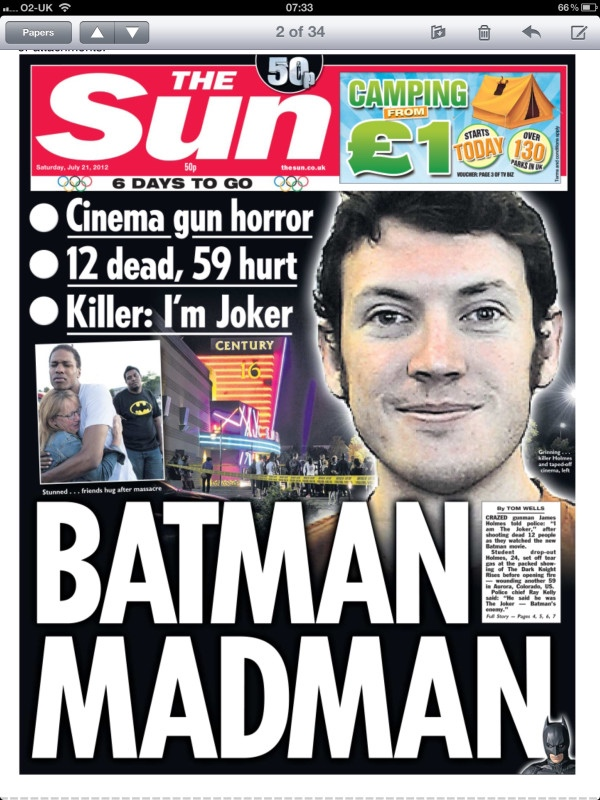 O2-UK
07:33
66%
Papers
2 of 34
THE
Sun
50p
Saturday, July 21, 2012
50p
thesun.co.uk
CAMPING
FROM
£1
STARTS
TODAY
OVER
130
PARKS IN UK
VOUCHER: PAGE 3 OF TV BIZ
Terms and conditions apply
6 DAYS TO GO
Cinema gun horror
12 dead, 59 hurt
Killer: I'm Joker
CENTURY
16
Stunned . . . friends hug after massacre
Grinning . . .
killer Holmes
and taped-off
cinema, left
BATMAN
MADMAN
By TOM WELLS
CRAZED gunman James
Holmes told police: "I
am The Joker," after
shooting dead 12 people
as they watched the new
Batman movie.
Student drop-out
Holmes, 24, set off tear
gas at the packed show-
ing of The Dark Knight
Rises before opening fire
— wounding another 59
in Aurora, Colorado, US.
Police chief Ray Kelly
said: "He said he was
The Joker — Batman's
enemy."
Full Story — Pages 4, 5, 6, 7